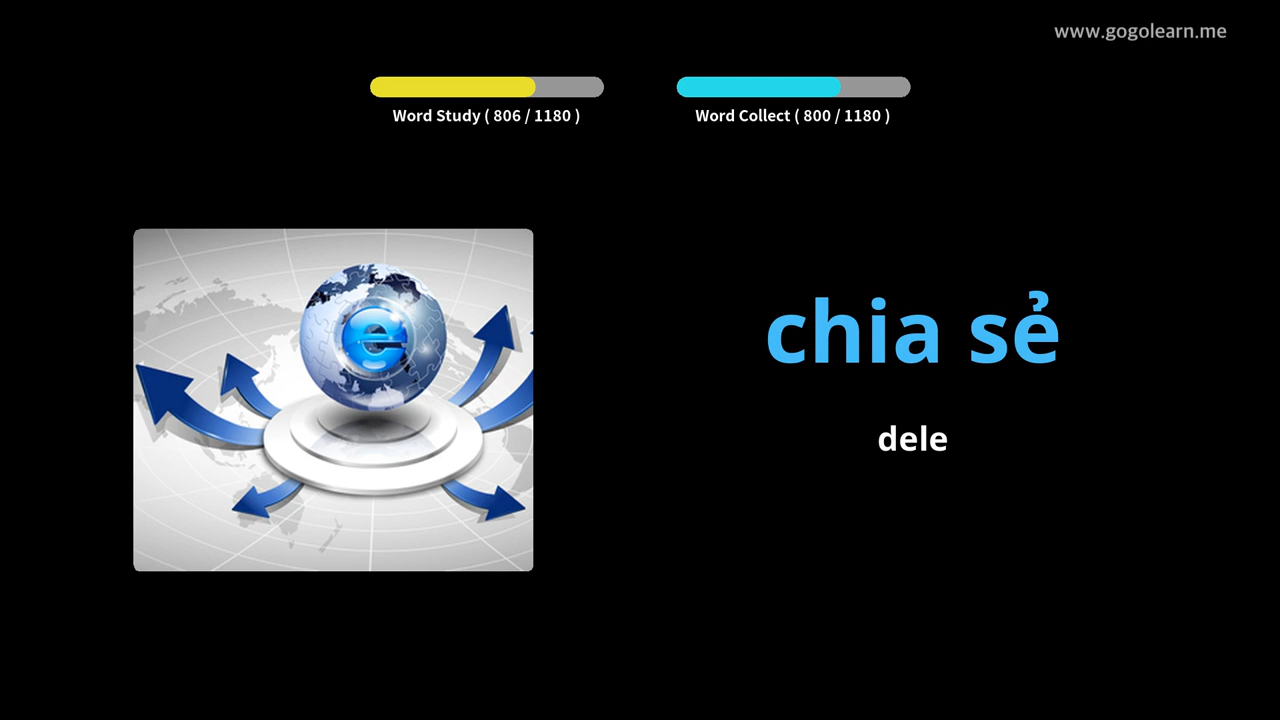 www.gogolearn.me
Word Study ( 806 / 1180 )
Word Collect ( 800 / 1180 )
e
chia sẻ
dele